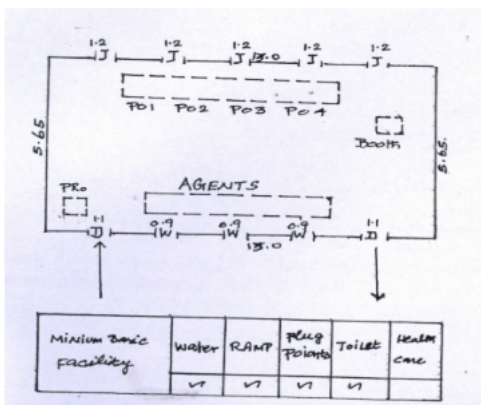 1.2 1.2 1.2 1.2 1.2
J J J J J
13.0
PO1 PO2 PO3 PO4
5.65
5.65
Booth
PRO
AGENTS
1.1 0.9 0.9 0.9 1.1
D W W W D
13.0
Minium Basic Facility
Water
RAMP
Plug Points
Toilet
Health care